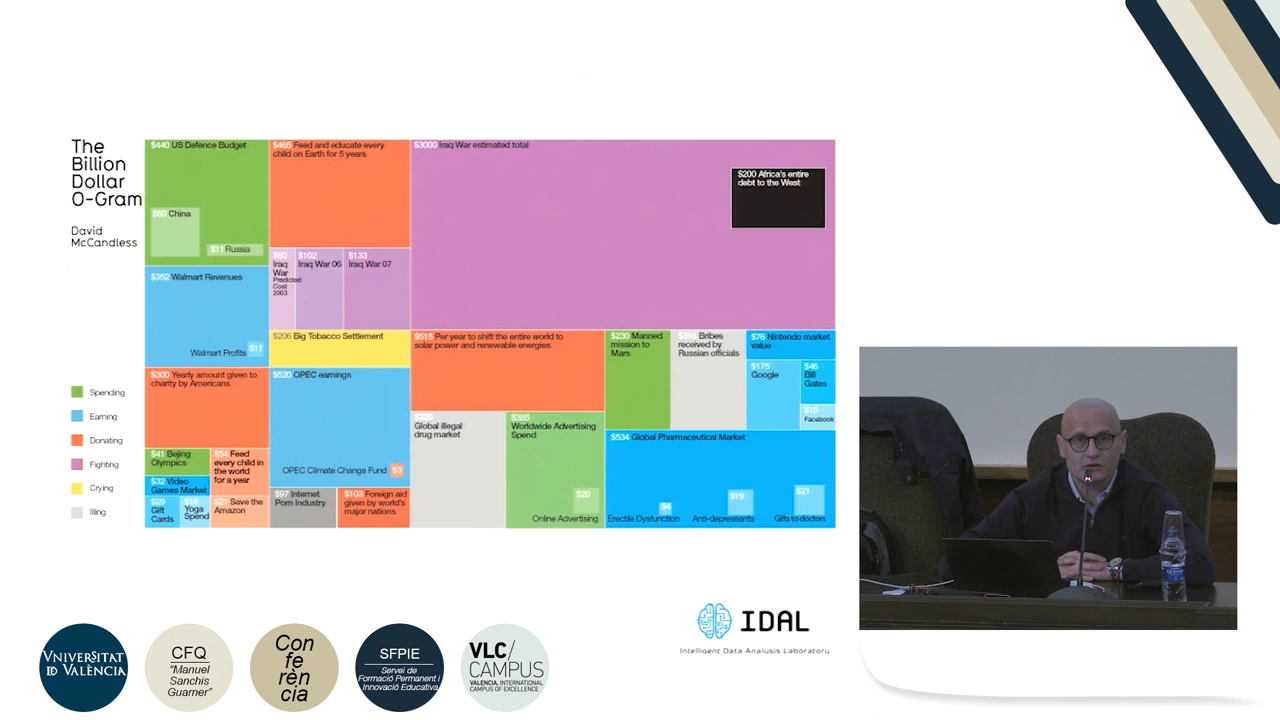 The
Billion
Dollar
O-Gram
David
McCandless
Spending
Earning
Donating
Fighting
Crying
Illing
$440 US Defence Budget
$60 China
$11 Russia
$465 Feed and educate every
child on Earth for 5 years
$3000 Iraq War estimated total
$200 Africa's entire
debt to the West
$60
Iraq
War
Predicted
Cost
2003
$102
Iraq War 06
$133
Iraq War 07
$352 Walmart Revenues
Walmart Profits $11
$206 Big Tobacco Settlement
$515 Per year to shift the entire world to
solar power and renewable energies
$230 Manned
mission to
Mars
Bribes
received by
Russian officials
$76 Nintendo market
value
$175
Google
$46
Bill
Gates
$15
Facebook
$300 Yearly amount given to
charity by Americans
$520 OPEC earnings
OPEC Climate Change Fund $3
$320
Global illegal
drug market
$385
Worldwide Advertising
Spend
$20
Online Advertising
$534 Global Pharmaceutical Market
$4
Erectile Dysfunction
$19
Anti-depressants
$21
Gifts to doctors
$41 Bejing
Olympics
$54 Feed
every child in
the world
for a year
$32 Video
Games Market
$29
Gift
Cards
$18
Yoga
Spend
$21 Save the
Amazon
$97 Internet
Porn Industry
$103 Foreign aid
given by world's
major nations
IDAL
Intelligent Data Analisis Laboratory
VNIVERSITAT
ID VALÈNCIA
CFQ
"Manuel
Sanchis
Guarner"
Con
fe
rèn
cia
SFPIE
Servei de
Formació Permanent i
Innovació Educativa
VLC/
CAMPUS
VALENCIA, INTERNATIONAL
CAMPUS OF EXCELLENCE